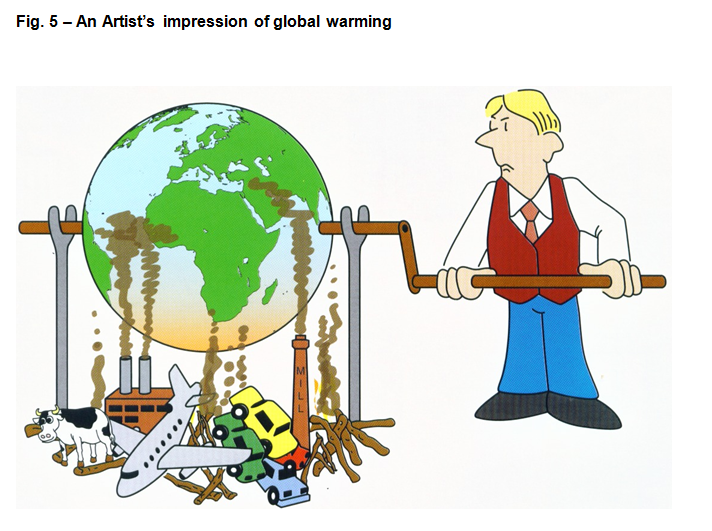 Fig. 5 – An Artist’s impression of global warming
MILL